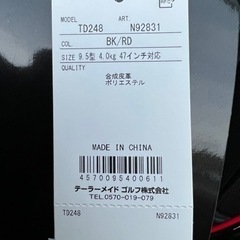 MODEL ART.
TD248 N92831
COL. BK/RD
SIZE 9.5型 4.0kg 47インチ対応
QUALITY
合成皮革
ポリエステル
MADE IN CHINA
4570095400611
テーラーメイド ゴルフ株式会社
TEL.0570-019-079
TD248 N92831